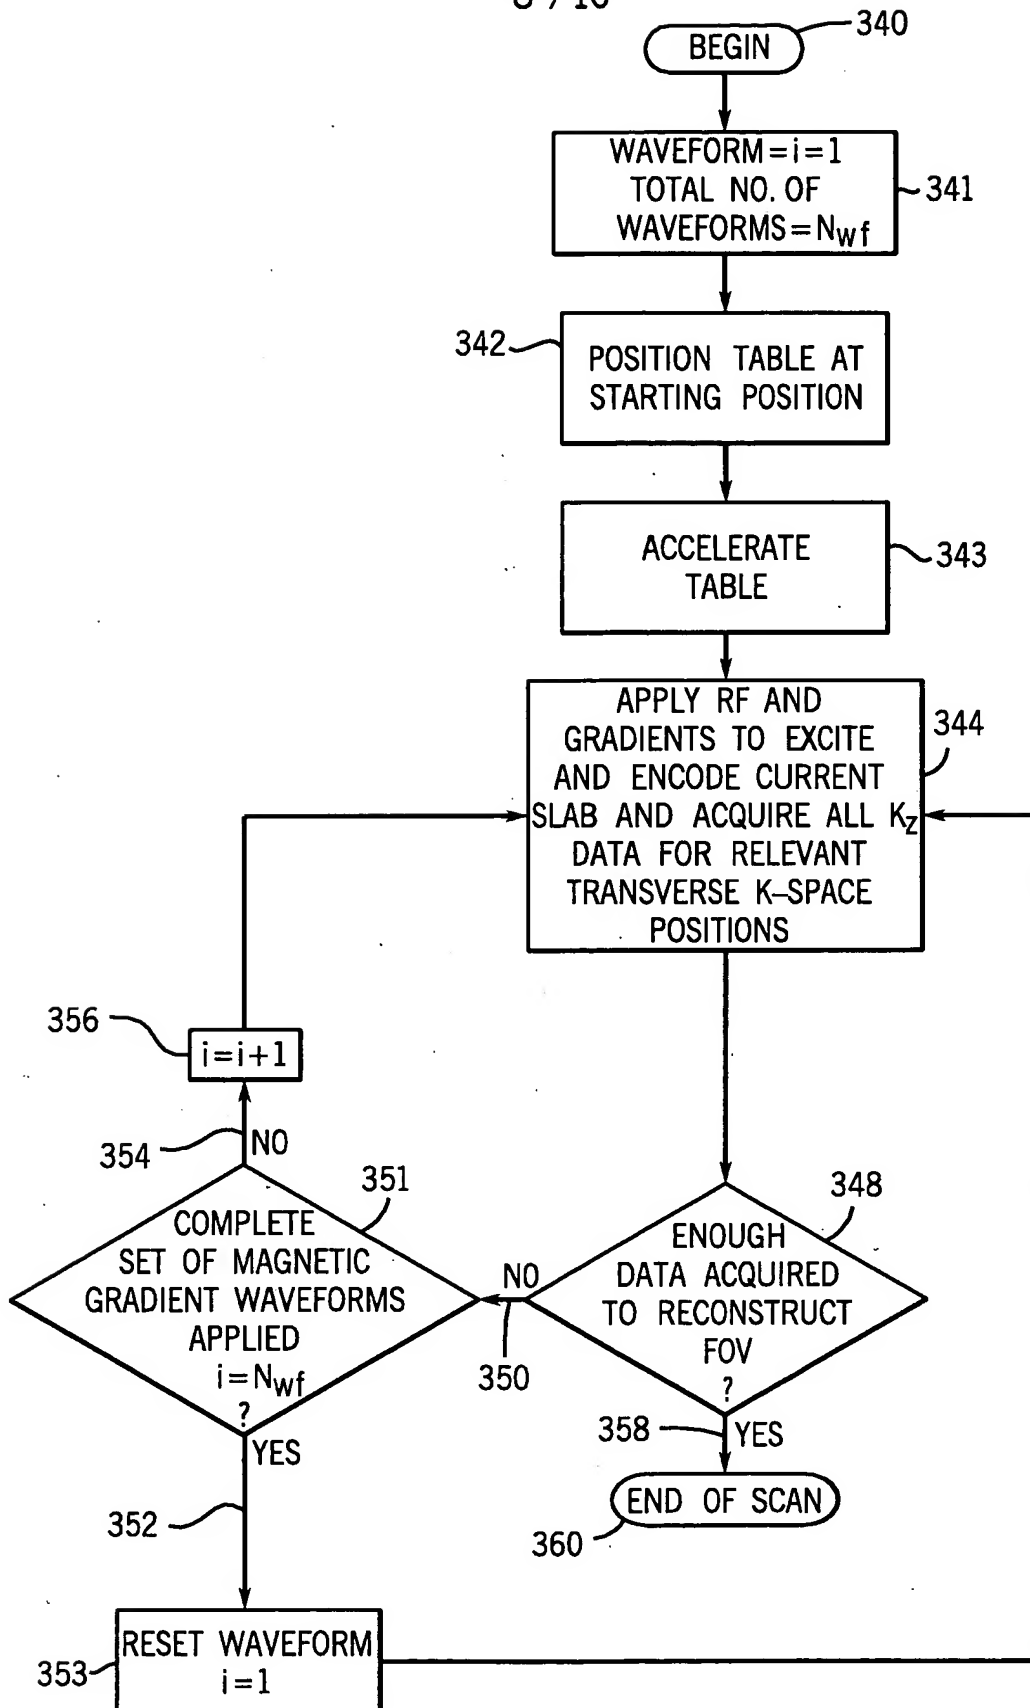 BEGIN
340
WAVEFORM=i=1
TOTAL NO. OF
WAVEFORMS=Nwf
341
342
POSITION TABLE AT
STARTING POSITION
ACCELERATE
TABLE
343
APPLY RF AND
GRADIENTS TO EXCITE
AND ENCODE CURRENT
SLAB AND ACQUIRE ALL Kz
DATA FOR RELEVANT
TRANSVERSE K-SPACE
POSITIONS
344
356
i=i+1
354
NO
351
COMPLETE
SET OF MAGNETIC
GRADIENT WAVEFORMS
APPLIED
i=Nwf
?
YES
NO
350
348
ENOUGH
DATA ACQUIRED
TO RECONSTRUCT
FOV
?
358
YES
END OF SCAN
360
352
RESET WAVEFORM
i=1
353